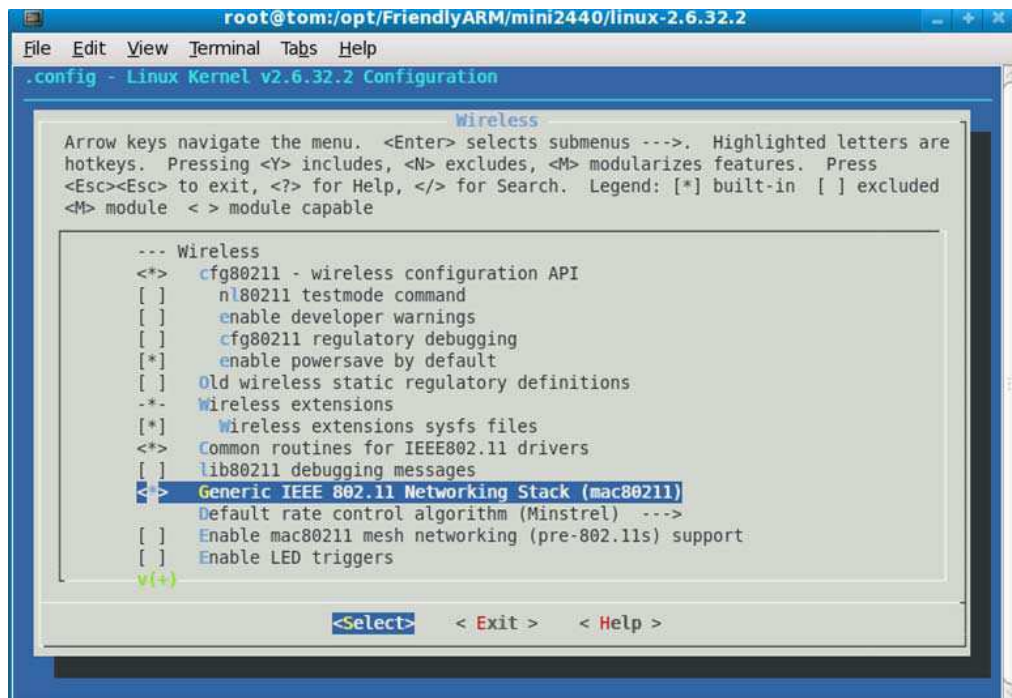 root@tom:/opt/FriendlyARM/mini2440/linux-2.6.32.2
File Edit View Terminal Tabs Help
.config - Linux Kernel v2.6.32.2 Configuration
Wireless
Arrow keys navigate the menu. <Enter> selects submenus --->. Highlighted letters are
hotkeys. Pressing <Y> includes, <N> excludes, <M> modularizes features. Press
<Esc><Esc> to exit, <?> for Help, </> for Search. Legend: [*] built-in [ ] excluded
<M> module < > module capable
--- Wireless
<*> cfg80211 - wireless configuration API
[ ] nl80211 testmode command
[ ] enable developer warnings
[ ] cfg80211 regulatory debugging
[*] enable powersave by default
[ ] Old wireless static regulatory definitions
-*- Wireless extensions
[*] Wireless extensions sysfs files
<*> Common routines for IEEE802.11 drivers
[ ] lib80211 debugging messages
<*> Generic IEEE 802.11 Networking Stack (mac80211)
Default rate control algorithm (Minstrel) --->
[ ] Enable mac80211 mesh networking (pre-802.11s) support
[ ] Enable LED triggers
v(+)
<Select> < Exit > < Help >